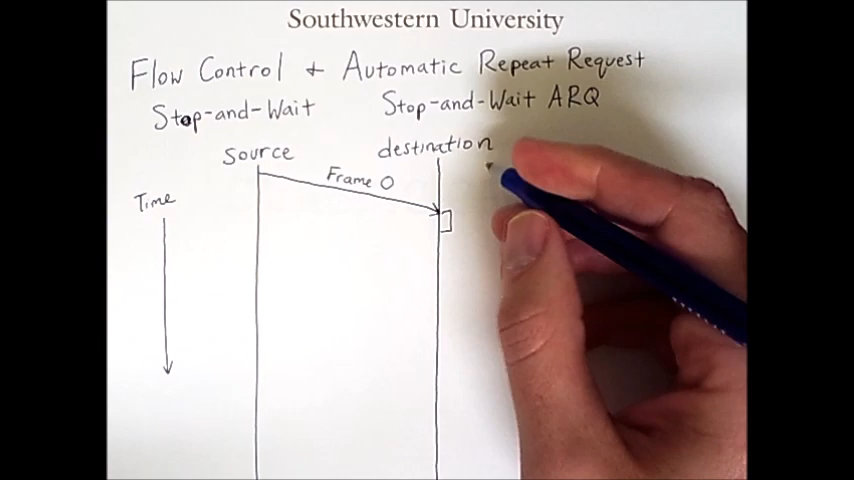 Southwestern University
Flow Control + Automatic Repeat Request
Stop-and-Wait Stop-and-Wait ARQ
Source destination
Frame 0
Time